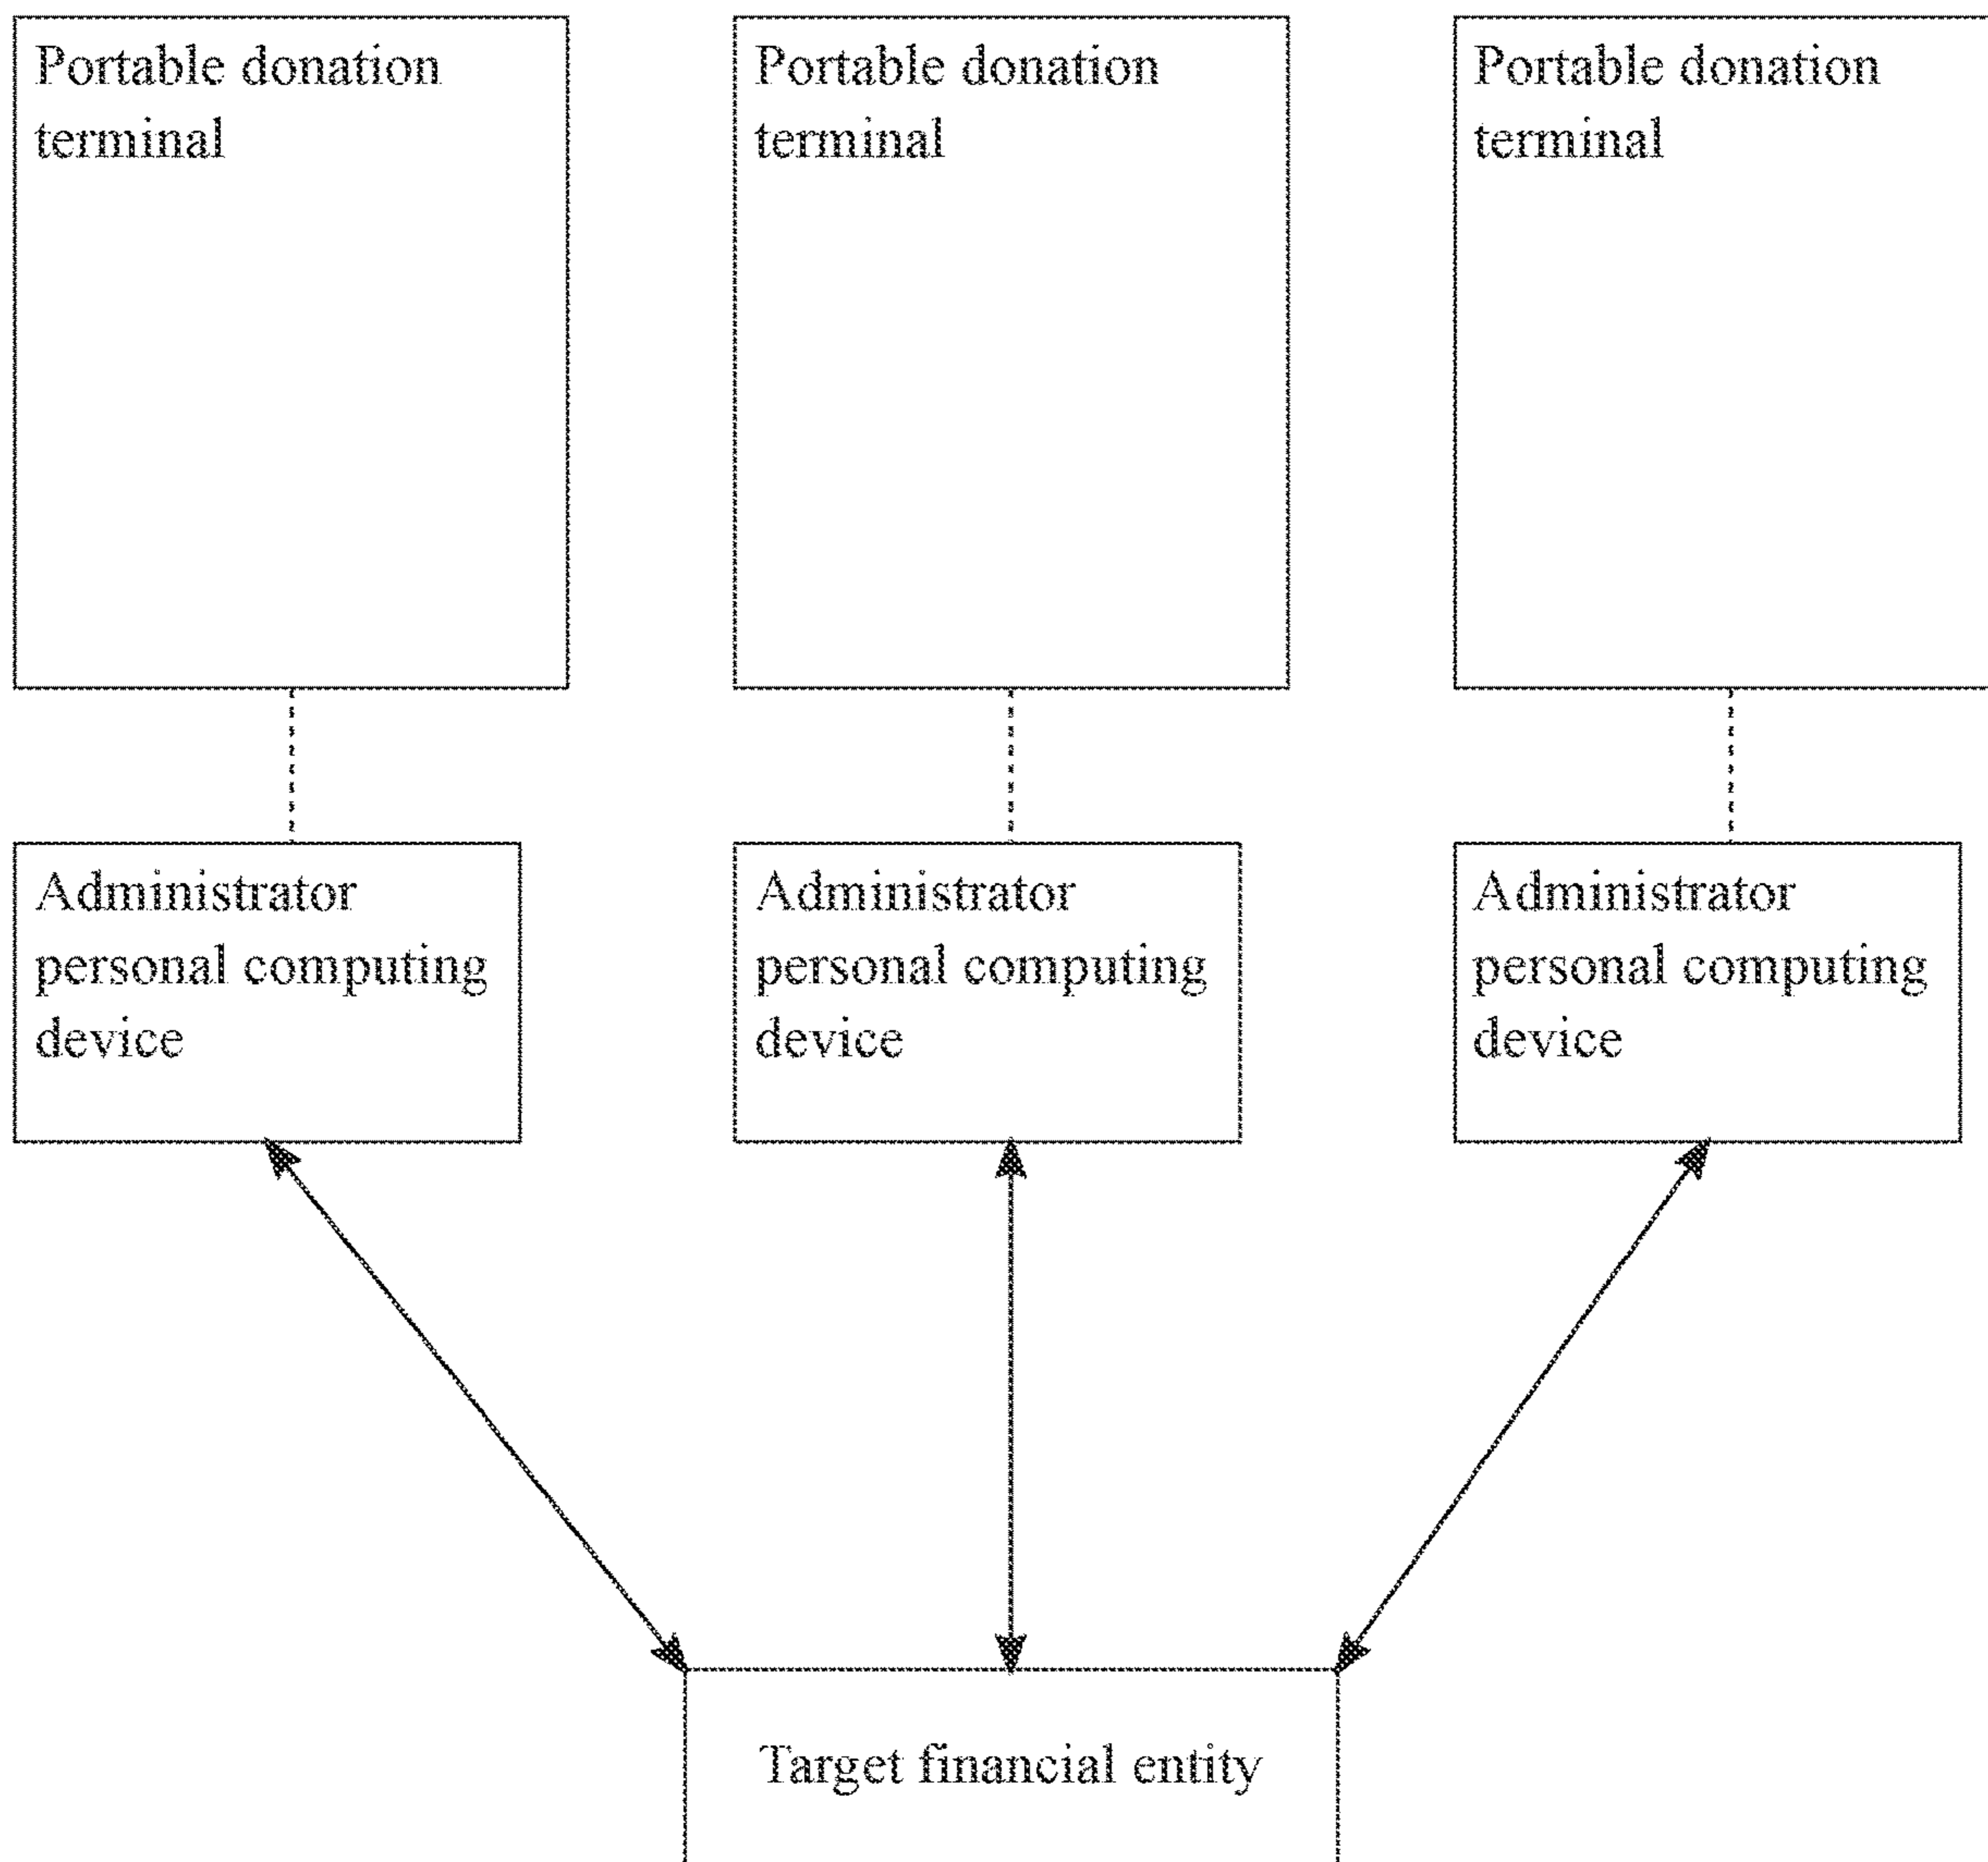 Portable donation
terminal
Portable donation
terminal
Portable donation
terminal
Administrator
personal computing
device
Administrator
personal computing
device
Administrator
personal computing
device
Target financial entity